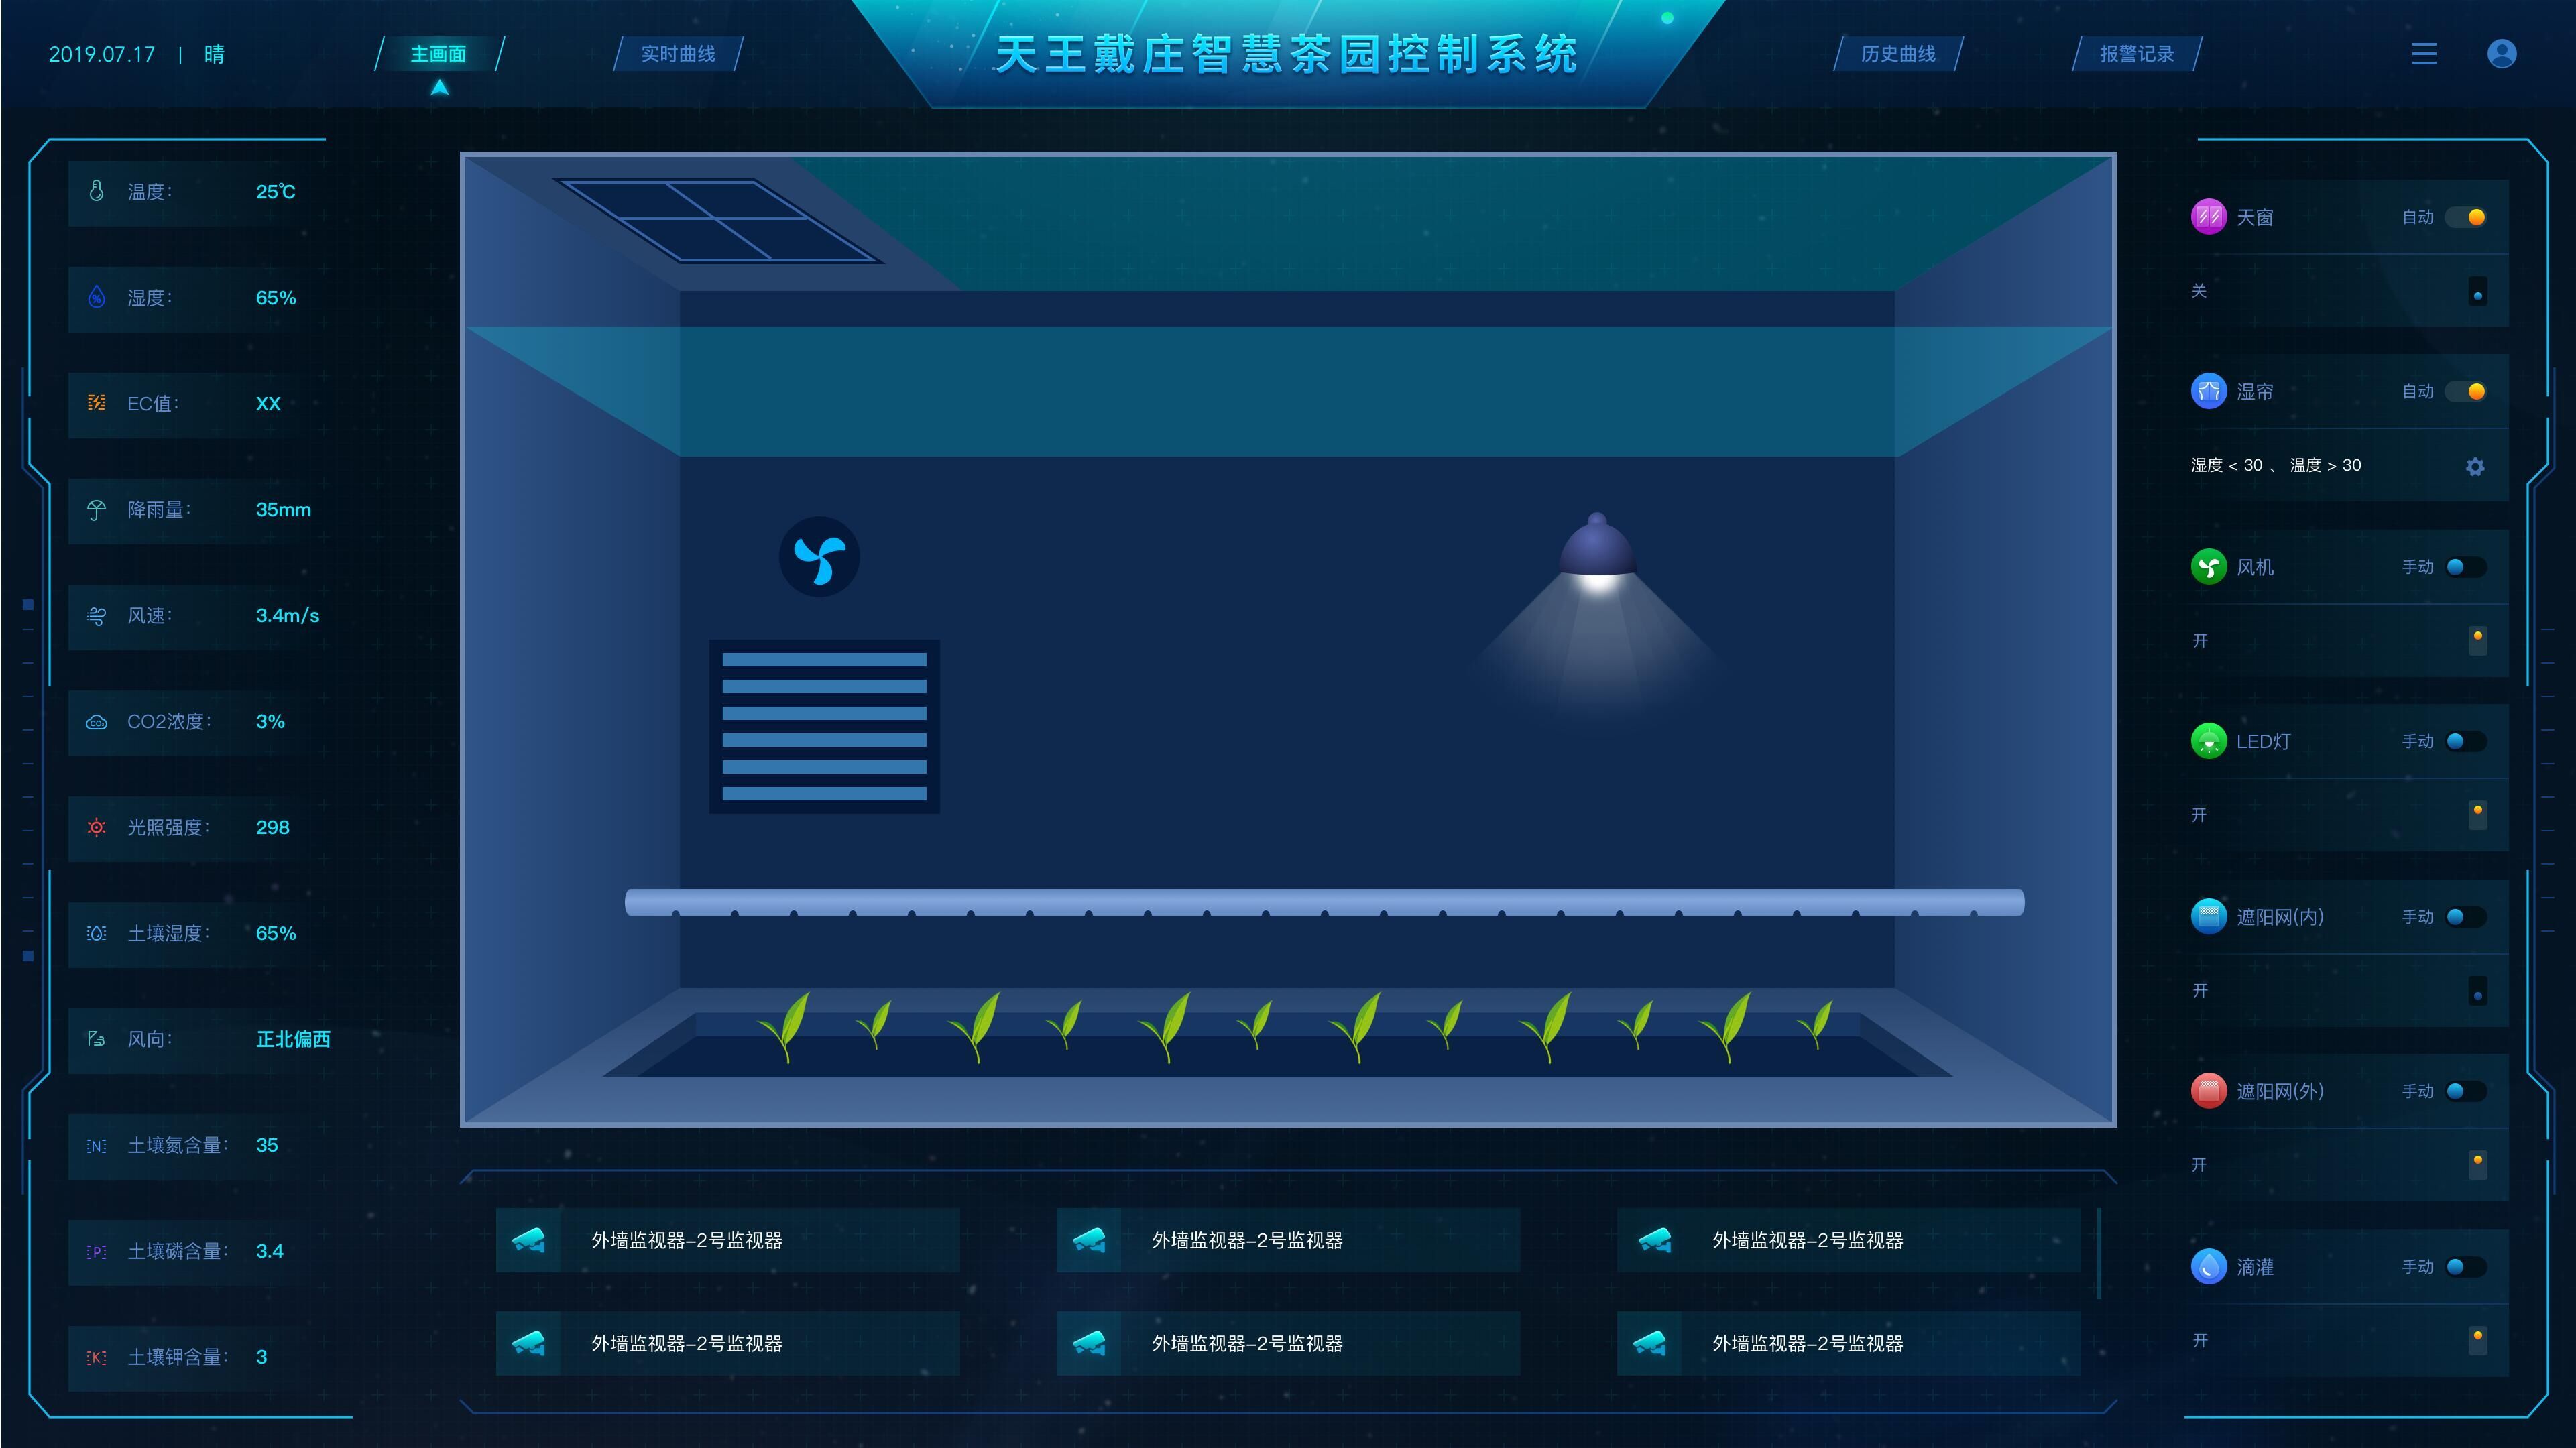 2019.07.17 | 晴
主画面
实时曲线
天王戴庄智慧茶园控制系统
历史曲线
报警记录
温度: 25℃
湿度: 65%
EC值: XX
降雨量: 35mm
风速: 3.4m/s
CO2浓度: 3%
光照强度: 298
土壤湿度: 65%
风向: 正北偏西
N 土壤氮含量: 35
P 土壤磷含量: 3.4
K 土壤钾含量: 3
外墙监视器-2号监视器
外墙监视器-2号监视器
外墙监视器-2号监视器
外墙监视器-2号监视器
外墙监视器-2号监视器
外墙监视器-2号监视器
天窗 自动
关
湿帘 自动
湿度 < 30 、 温度 > 30
风机 手动
开
LED灯 手动
开
遮阳网(内) 手动
开
遮阳网(外) 手动
开
滴灌 手动
开